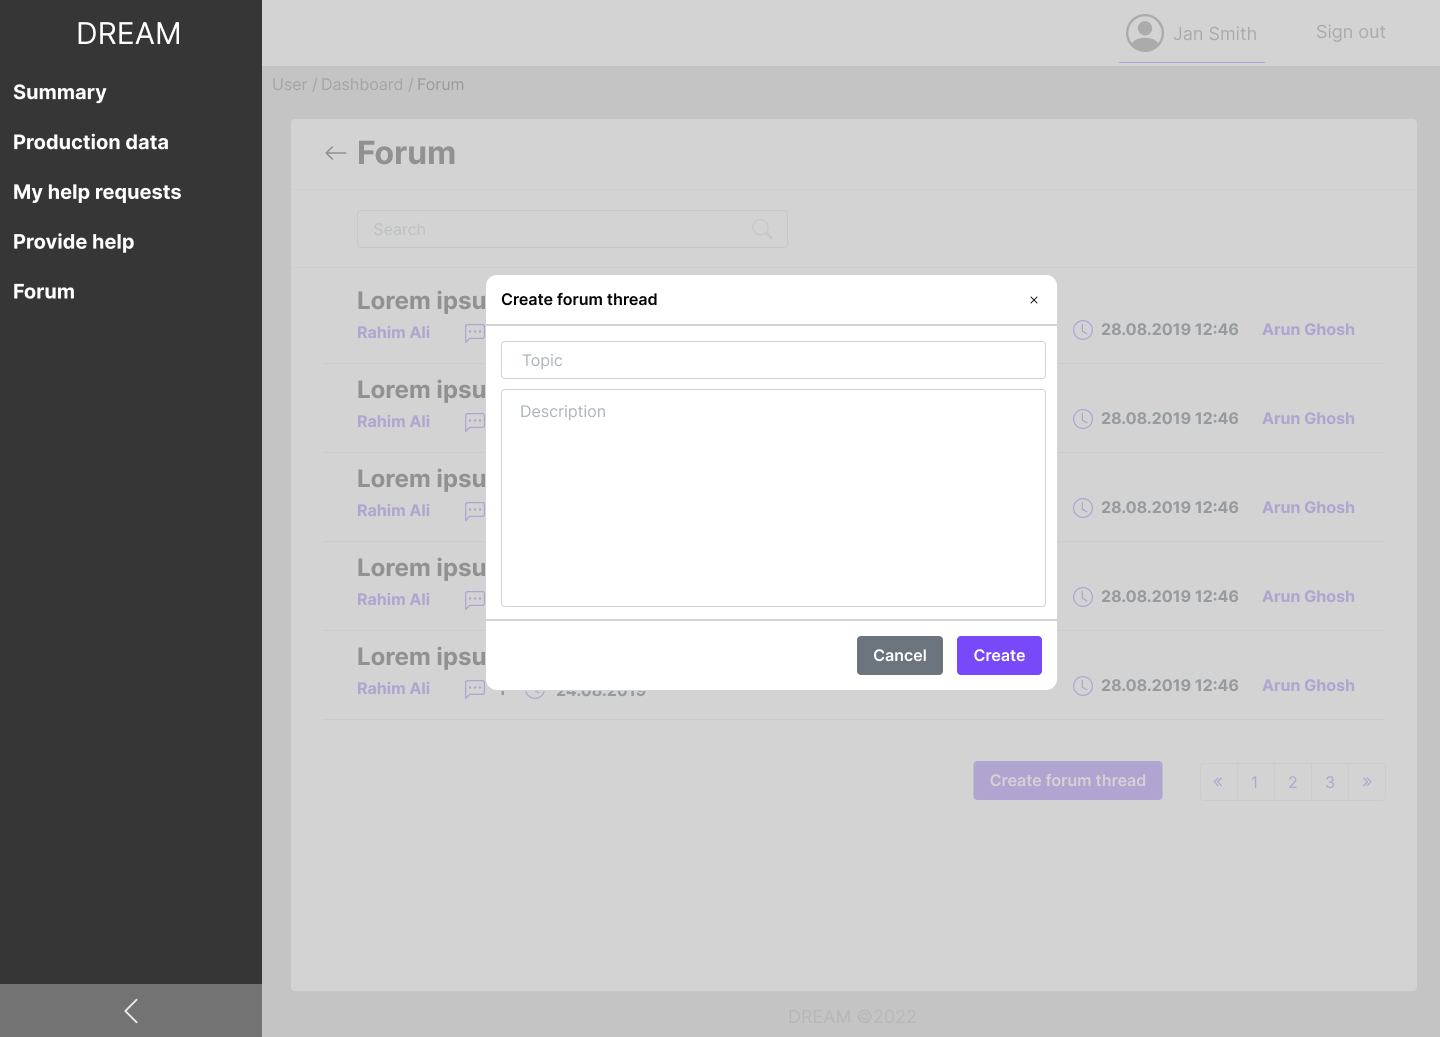 DREAM
Summary
Production data
My help requests
Provide help
Forum
Jan Smith
Sign out
User / Dashboard / Forum
Forum
Search
Lorem ipsu
Rahim Ali
28.08.2019 12:46 Arun Ghosh
Lorem ipsu
Rahim Ali
28.08.2019 12:46 Arun Ghosh
Lorem ipsu
Rahim Ali
28.08.2019 12:46 Arun Ghosh
Lorem ipsu
Rahim Ali
28.08.2019 12:46 Arun Ghosh
Lorem ipsu
Rahim Ali 24.08.2019
28.08.2019 12:46 Arun Ghosh
Create forum thread ×
Topic
Description
Cancel Create
Create forum thread « 1 2 3 »
DREAM ©2022